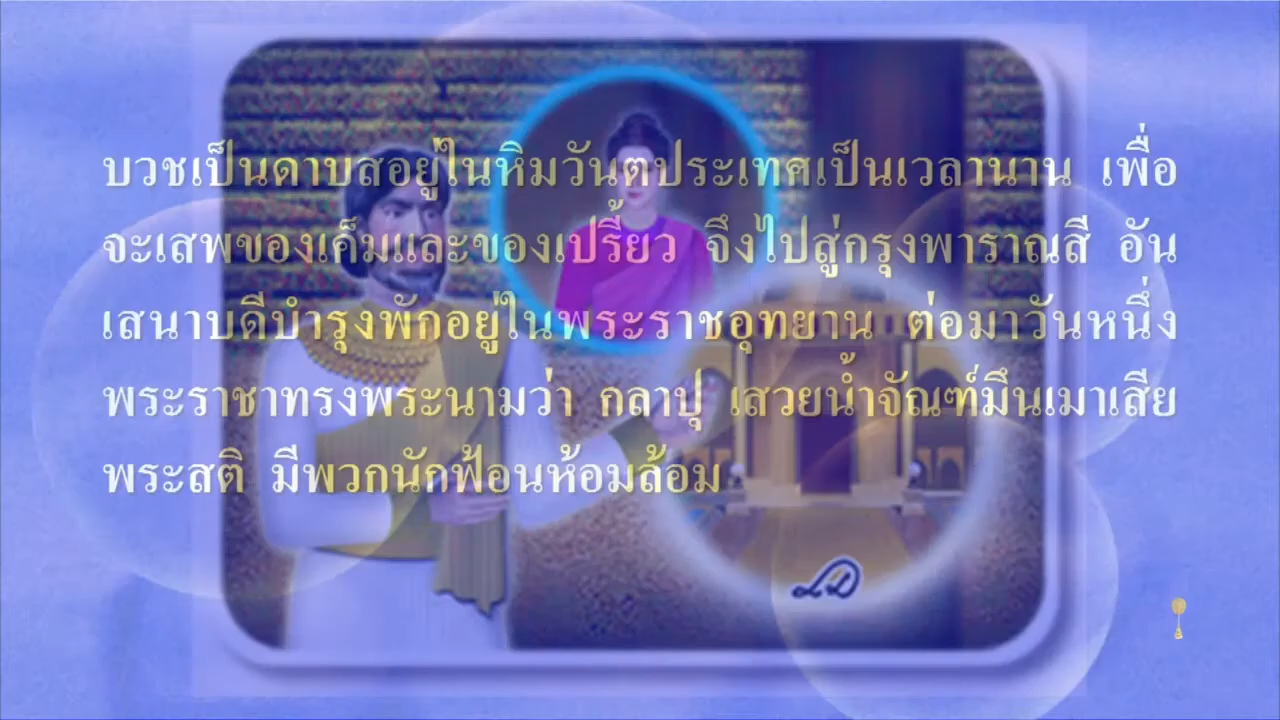 บวชเป็นดาบสอยู่ในหิมวันตประเทศเป็นเวลานาน เพื่อ
จะเสพของเค็มและของเปรี้ยว จึงไปสู่กรุงพาราณสี อัน
เสนาบดีบำรุงพักอยู่ในพระราชอุทยาน ต่อมาวันหนึ่ง
พระราชาทรงพระนามว่า กลาปุ เสวยน้ำจัณฑ์มึนเมาเสีย
พระสติ มีพวกนักฟ้อนห้อมล้อม